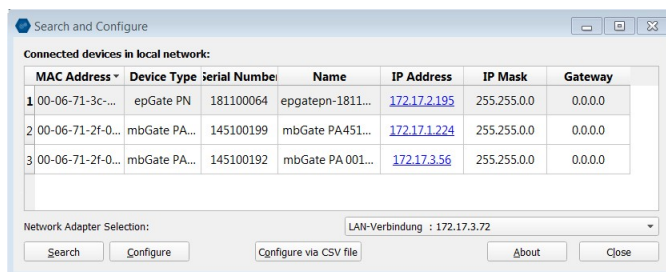 Search and Configure
Connected devices in local network:
MAC Address Device Type Serial Number Name IP Address IP Mask Gateway
1 00-06-71-3c-... epGate PN 181100064 epgatepn-1811... 172.17.2.195 255.255.0.0 0.0.0.0
2 00-06-71-2f-0... mbGate PA... 145100199 mbGate PA451... 172.17.1.224 255.255.0.0 0.0.0.0
3 00-06-71-2f-0... mbGate PA... 145100192 mbGate PA 001... 172.17.3.56 255.255.0.0 0.0.0.0
Network Adapter Selection: LAN-Verbindung : 172.17.3.72
Search Configure Configure via CSV file About Close